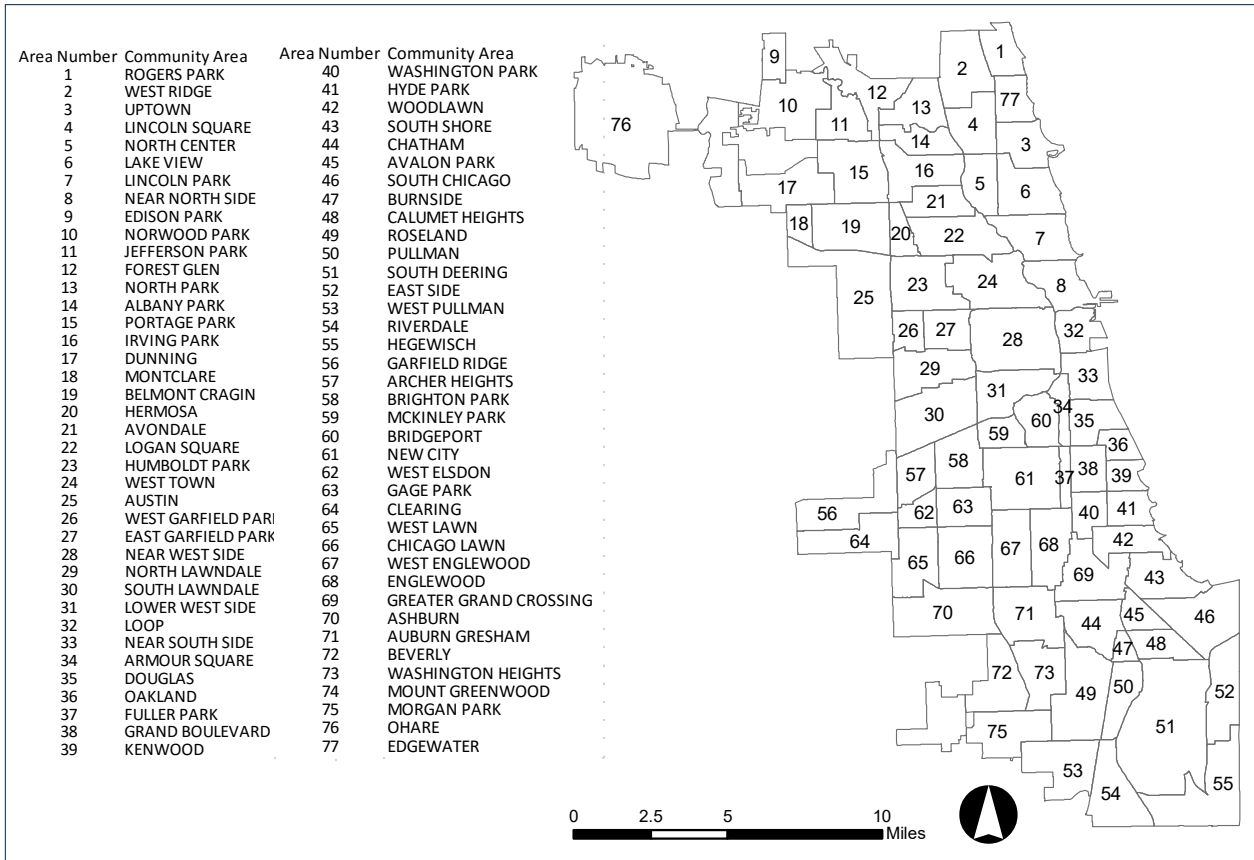 Area Number Community Area
1 ROGERS PARK
2 WEST RIDGE
3 UPTOWN
4 LINCOLN SQUARE
5 NORTH CENTER
6 LAKE VIEW
7 LINCOLN PARK
8 NEAR NORTH SIDE
9 EDISON PARK
10 NORWOOD PARK
11 JEFFERSON PARK
12 FOREST GLEN
13 NORTH PARK
14 ALBANY PARK
15 PORTAGE PARK
16 IRVING PARK
17 DUNNING
18 MONTCLARE
19 BELMONT CRAGIN
20 HERMOSA
21 AVONDALE
22 LOGAN SQUARE
23 HUMBOLDT PARK
24 WEST TOWN
25 AUSTIN
26 WEST GARFIELD PARI
27 EAST GARFIELD PARK
28 NEAR WEST SIDE
29 NORTH LAWNDALE
30 SOUTH LAWNDALE
31 LOWER WEST SIDE
32 LOOP
33 NEAR SOUTH SIDE
34 ARMOUR SQUARE
35 DOUGLAS
36 OAKLAND
37 FULLER PARK
38 GRAND BOULEVARD
39 KENWOOD
Area Number Community Area
40 WASHINGTON PARK
41 HYDE PARK
42 WOODLAWN
43 SOUTH SHORE
44 CHATHAM
45 AVALON PARK
46 SOUTH CHICAGO
47 BURNSIDE
48 CALUMET HEIGHTS
49 ROSELAND
50 PULLMAN
51 SOUTH DEERING
52 EAST SIDE
53 WEST PULLMAN
54 RIVERDALE
55 HEGEWISCH
56 GARFIELD RIDGE
57 ARCHER HEIGHTS
58 BRIGHTON PARK
59 MCKINLEY PARK
60 BRIDGEPORT
61 NEW CITY
62 WEST ELSDON
63 GAGE PARK
64 CLEARING
65 WEST LAWN
66 CHICAGO LAWN
67 WEST ENGLEWOOD
68 ENGLEWOOD
69 GREATER GRAND CROSSING
70 ASHBURN
71 AUBURN GRESHAM
72 BEVERLY
73 WASHINGTON HEIGHTS
74 MOUNT GREENWOOD
75 MORGAN PARK
76 OHARE
77 EDGEWATER
9 1
2
12 77
10 13
76 11 4
14 3
15 16
17 5 6
21
18 19 20 22 7
23 24 8
25
26 27 28 32
29 33
30 31 34
59 60 35
36
57 58 61 37 38 39
56 62 63 40 41
64 65 66 67 68 42
69 43
70 71 44 45 46
47 48
72 73 49 50 52
75 51
53 54 55
0 2.5 5 10
Miles